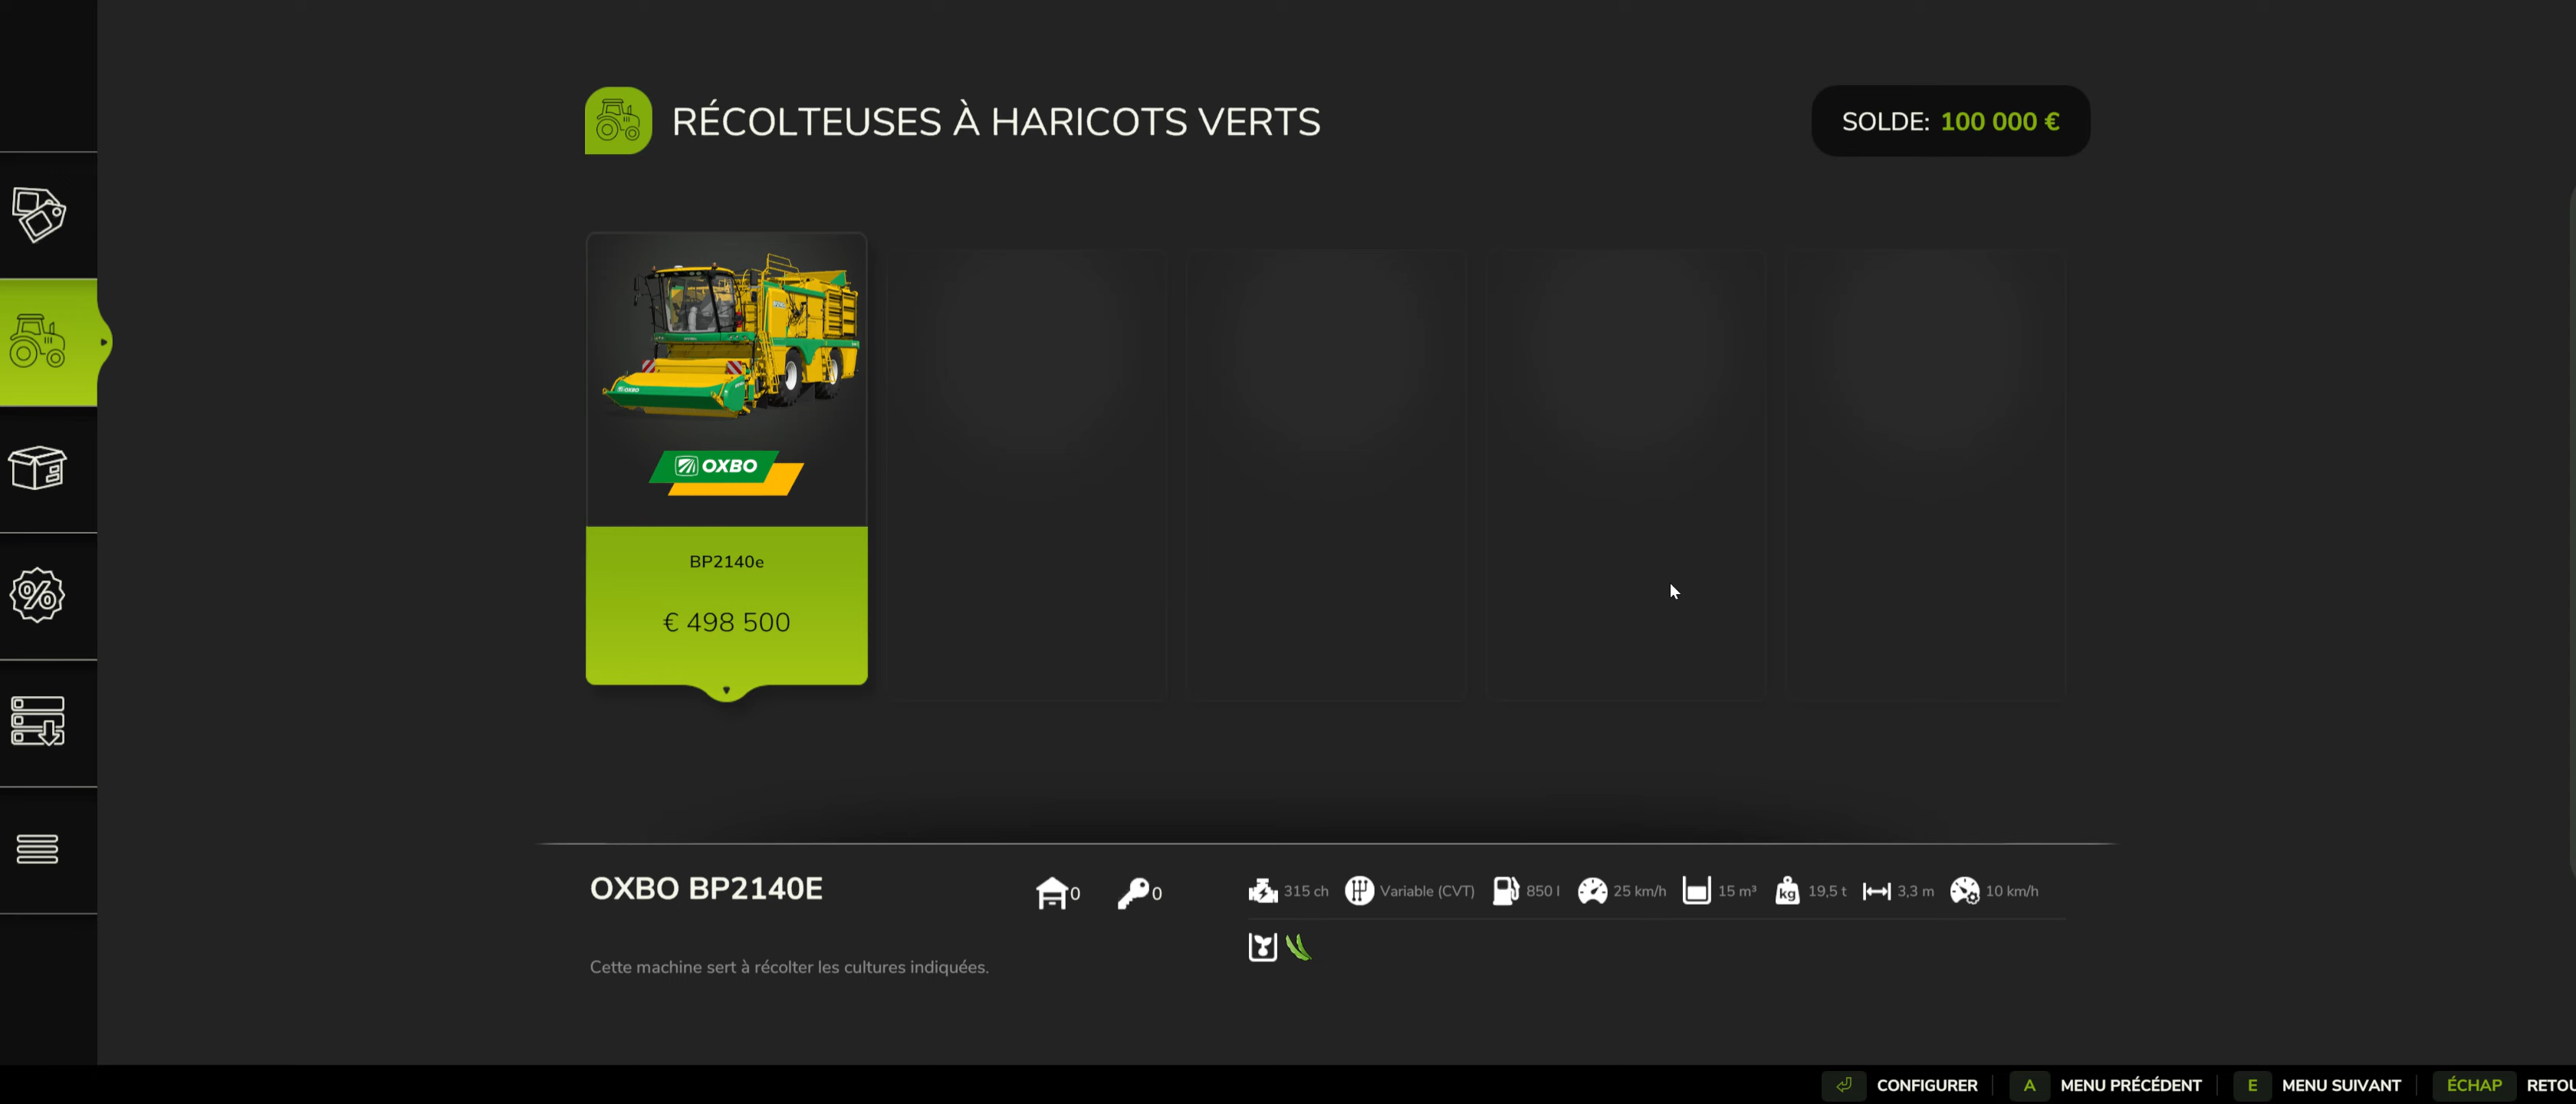 RÉCOLTEUSES À HARICOTS VERTS
SOLDE: 100 000 €
OXBO
OXBO
BP2140e
€ 498 500
OXBO BP2140E
0
0
315 ch
Variable (CVT)
850 l
25 km/h
15 m³
kg
19,5 t
3,3 m
10 km/h
Cette machine sert à récolter les cultures indiquées.
CONFIGURER
A
MENU PRÉCÉDENT
E
MENU SUIVANT
ÉCHAP
RETOU